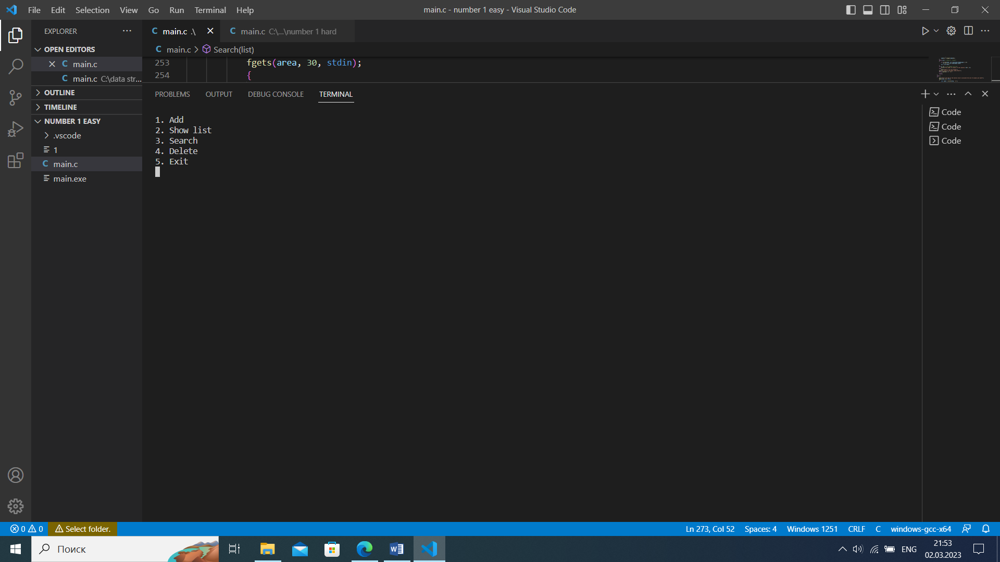 File Edit Selection View Go Run Terminal Help
main.c - number 1 easy - Visual Studio Code
EXPLORER
OPEN EDITORS
main.c
main.c C:\data str...
OUTLINE
TIMELINE
NUMBER 1 EASY
.vscode
1
main.c
main.exe
main.c .\
main.c C:\...\number 1 hard
main.c > Search(list)
253 fgets(area, 30, stdin);
254 {
PROBLEMS OUTPUT DEBUG CONSOLE TERMINAL
1. Add
2. Show list
3. Search
4. Delete
5. Exit
Code
Code
Code
0 0 Select folder.
Ln 273, Col 52 Spaces: 4 Windows 1251 CRLF C windows-gcc-x64
Поиск
ENG
21:53
02.03.2023